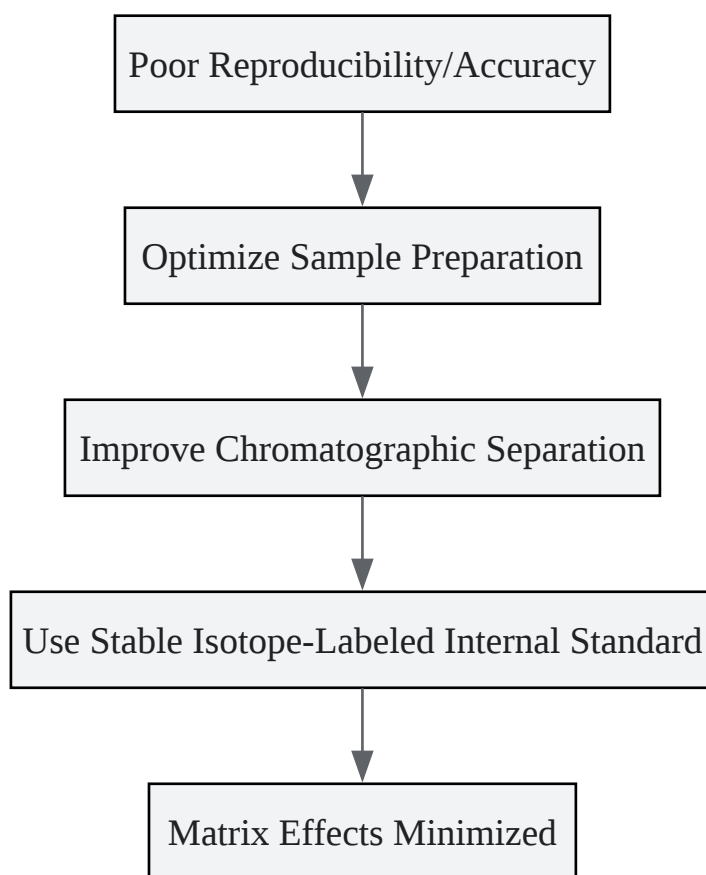 Poor Reproducibility/Accuracy
Optimize Sample Preparation
Improve Chromatographic Separation
Use Stable Isotope-Labeled Internal Standard
Matrix Effects Minimized